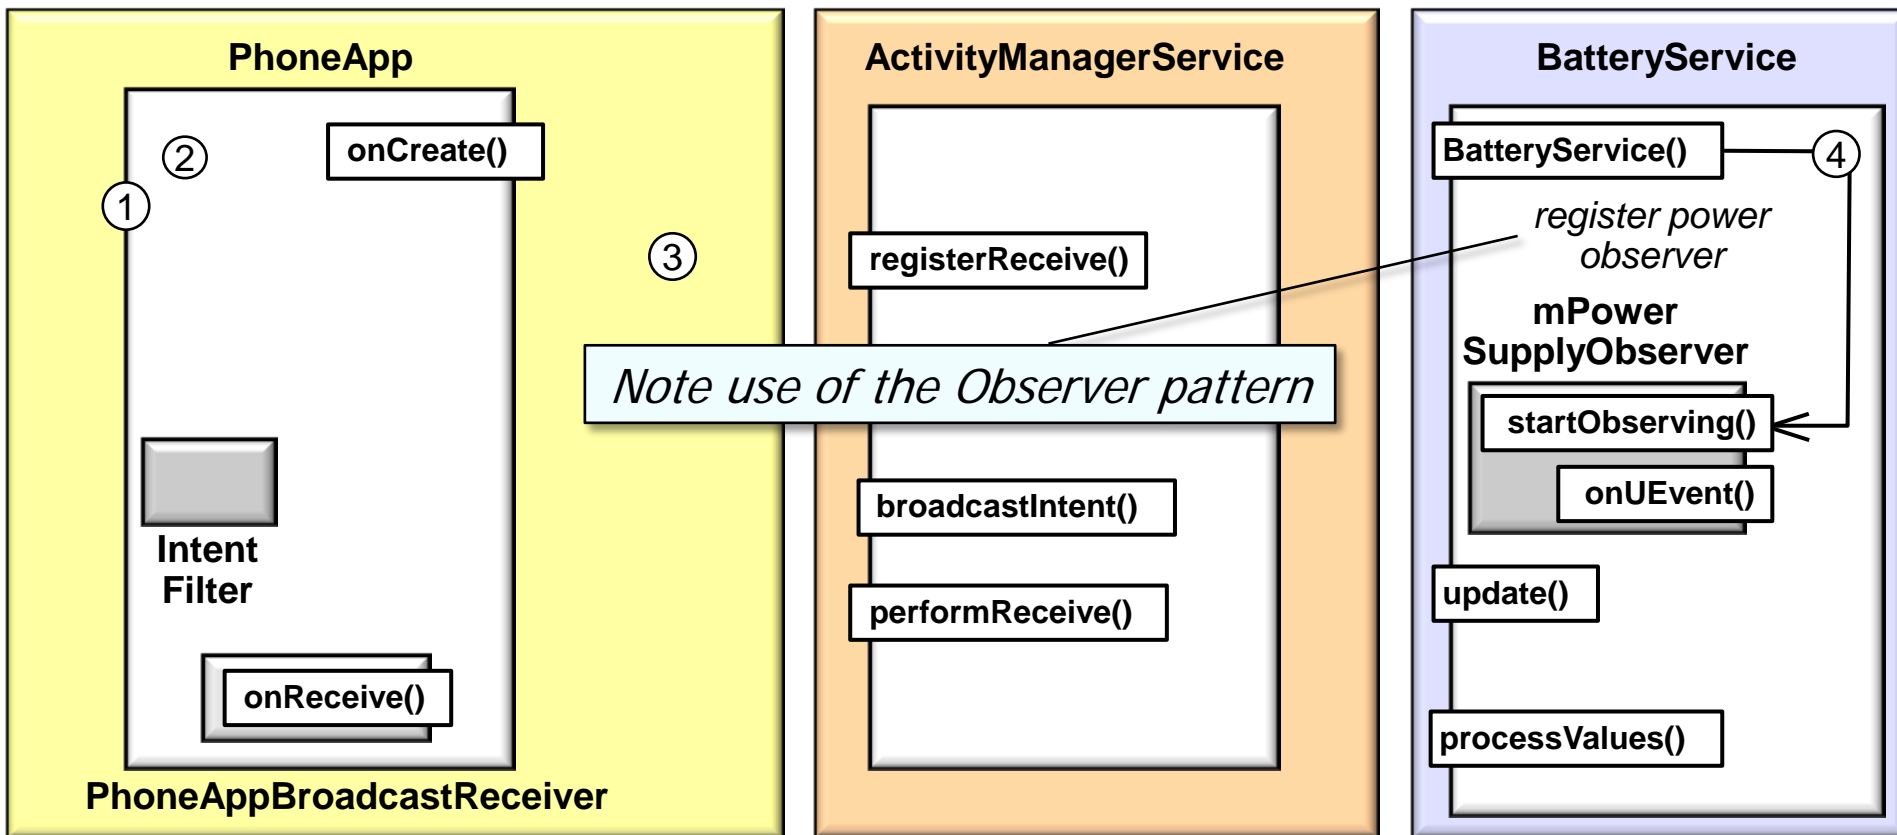 PhoneApp
onCreate()
2
1
3
Intent
Filter
onReceive()
PhoneAppBroadcastReceiver
ActivityManagerService
registerReceive()
Note use of the Observer pattern
broadcastIntent()
performReceive()
BatteryService
BatteryService()
4
register power
observer
mPower
SupplyObserver
startObserving()
onUEvent()
update()
processValues()